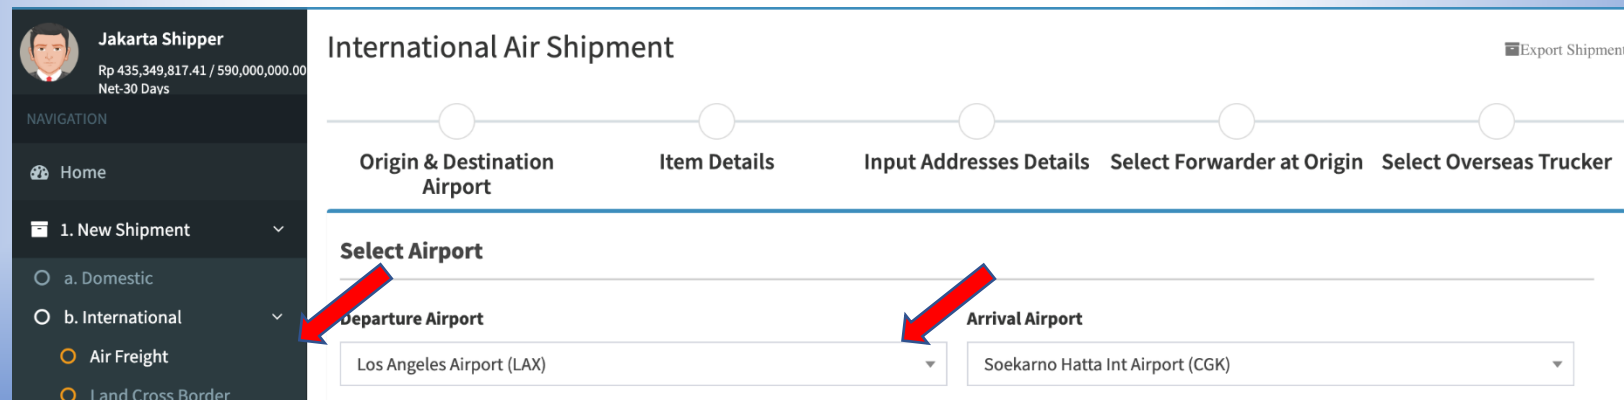 Jakarta Shipper
Rp 435,349,817.41 / 590,000,000.00
Net-30 Days
NAVIGATION
Home
1. New Shipment
a. Domestic
b. International
Air Freight
Land Cross Border
International Air Shipment
Export Shipment
Origin & Destination
Airport
Item Details
Input Addresses Details
Select Forwarder at Origin
Select Overseas Trucker
Select Airport
Departure Airport
Arrival Airport
Los Angeles Airport (LAX)
Soekarno Hatta Int Airport (CGK)